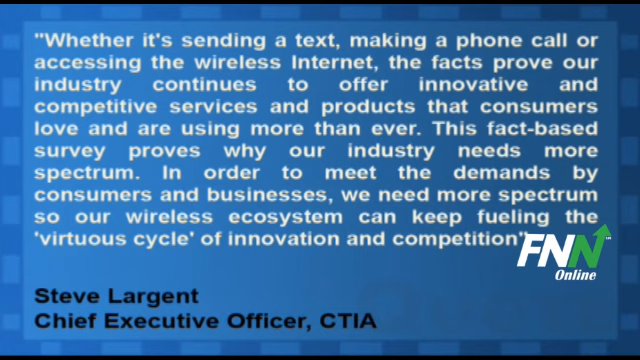 "Whether it's sending a text, making a phone call or
accessing the wireless Internet, the facts prove our
industry continues to offer innovative and
competitive services and products that consumers
love and are using more than ever. This fact-based
survey proves why our industry needs more
spectrum. In order to meet the demands by
consumers and businesses, we need more spectrum
so our wireless ecosystem can keep fueling the
'virtuous cycle' of innovation and competition"
FNN
Online
Steve Largent
Chief Executive Officer, CTIA